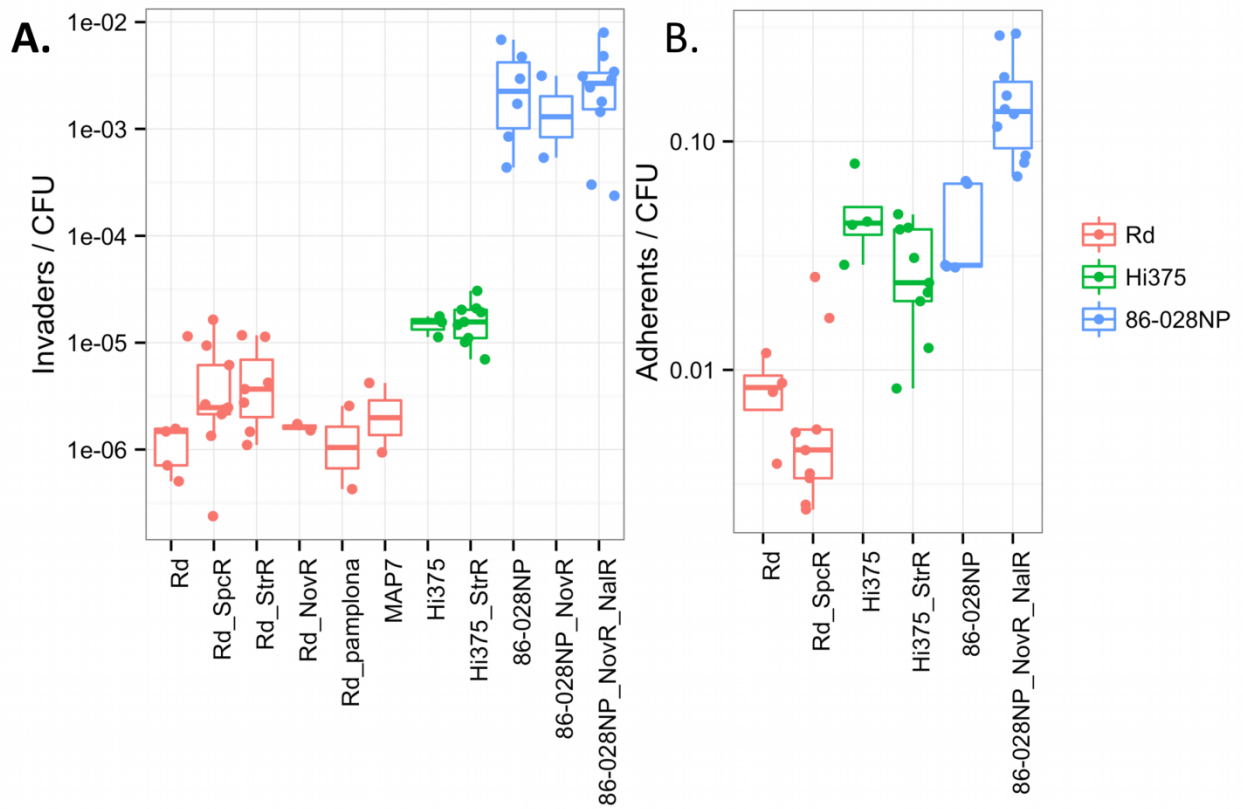 A.
Invaders / CFU
1e-02
1e-03
1e-04
1e-05
1e-06
Rd
Rd_SpcR
Rd_StrR
Rd_NovR
Rd_pamplona
MAP7
Hi375
Hi375_StrR
86-028NP
86-028NP_NovR
86-028NP_NovR_NalR
B.
Adherents / CFU
0.10
0.01
Rd
Rd_SpcR
Hi375
Hi375_StrR
86-028NP
86-028NP_NovR_NalR
Rd
Hi375
86-028NP